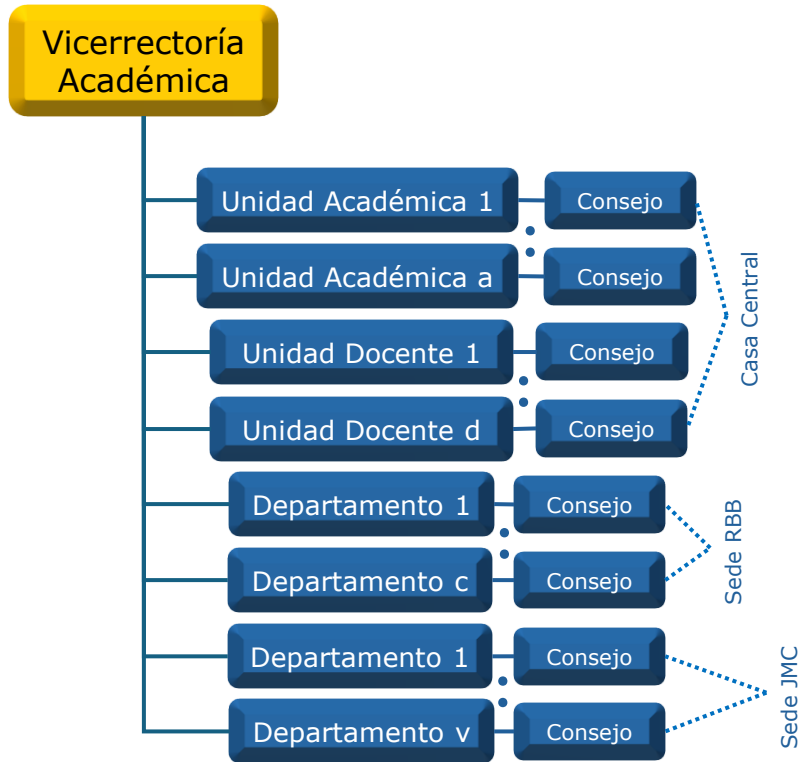 Vicerrectoría
Académica
Unidad Académica 1
Consejo
Unidad Académica a
Consejo
Unidad Docente 1
Consejo
Unidad Docente d
Consejo
Casa Central
Departamento 1
Consejo
Departamento c
Consejo
Sede RBB
Departamento 1
Consejo
Departamento v
Consejo
Sede JMC